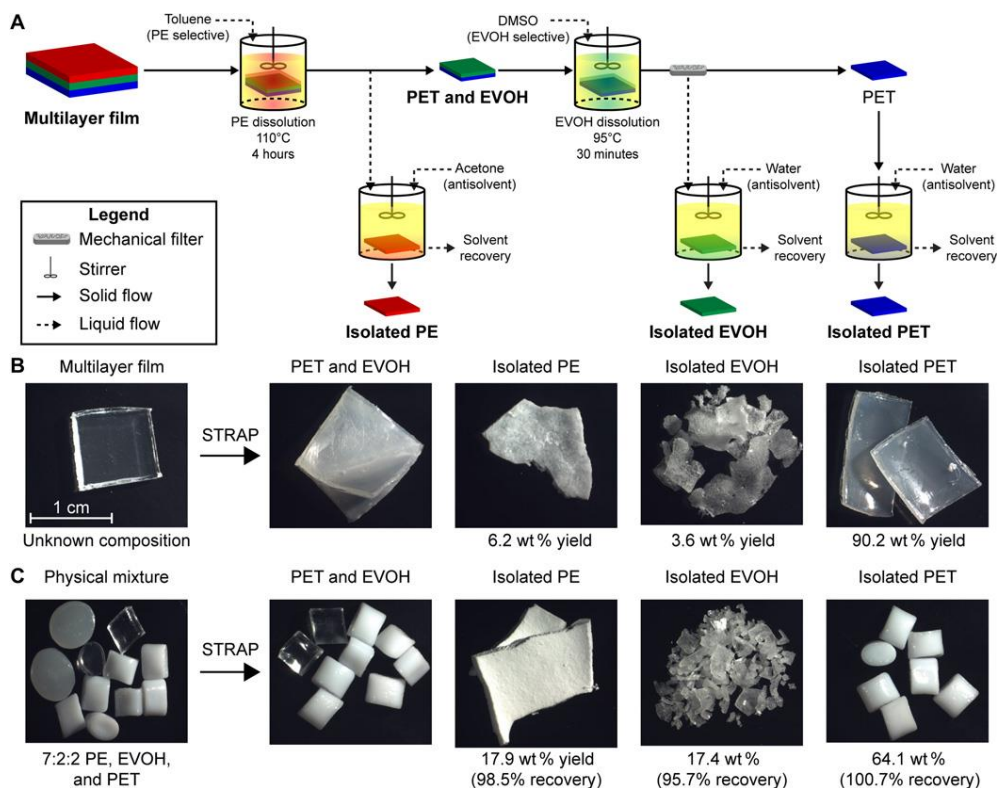 A
Toluene
(PE selective)
DMSO
(EVOH selective)
Multilayer film
PE dissolution
110°C
4 hours
PET and EVOH
EVOH dissolution
95°C
30 minutes
PET
Acetone
(antisolvent)
Water
(antisolvent)
Water
(antisolvent)
Legend
Mechanical filter
Stirrer
Solid flow
Liquid flow
Solvent
recovery
Solvent
recovery
Solvent
recovery
Isolated PE
Isolated EVOH
Isolated PET
B
Multilayer film
PET and EVOH
Isolated PE
Isolated EVOH
Isolated PET
STRAP
1 cm
Unknown composition
6.2 wt % yield
3.6 wt % yield
90.2 wt % yield
C
Physical mixture
PET and EVOH
Isolated PE
Isolated EVOH
Isolated PET
STRAP
7:2:2 PE, EVOH,
and PET
17.9 wt % yield
(98.5% recovery)
17.4 wt %
(95.7% recovery)
64.1 wt %
(100.7% recovery)